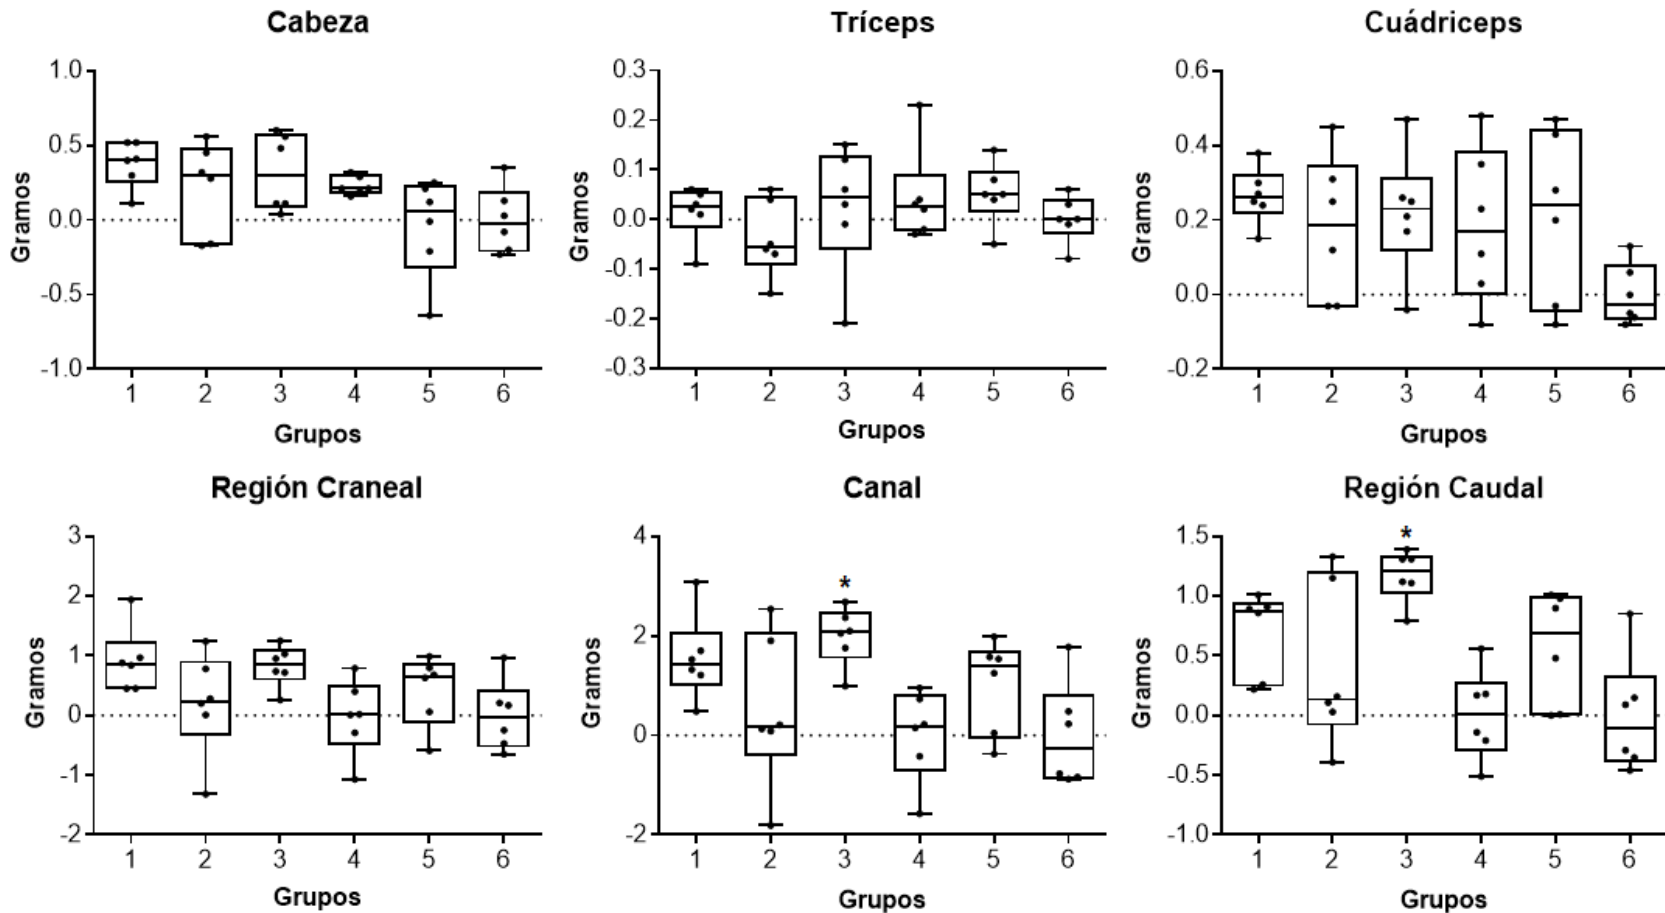 Cabeza
Gramos
1.0
0.5
0.0
-0.5
-1.0
1 2 3 4 5 6
Grupos
Tríceps
Gramos
0.3
0.2
0.1
0.0
-0.1
-0.2
-0.3
1 2 3 4 5 6
Grupos
Cuádriceps
Gramos
0.6
0.4
0.2
0.0
-0.2
1 2 3 4 5 6
Grupos
Región Craneal
Gramos
3
2
1
0
-1
-2
1 2 3 4 5 6
Grupos
Canal
Gramos
4
2
0
-2
*
1 2 3 4 5 6
Grupos
Región Caudal
Gramos
1.5
1.0
0.5
0.0
-0.5
-1.0
*
1 2 3 4 5 6
Grupos